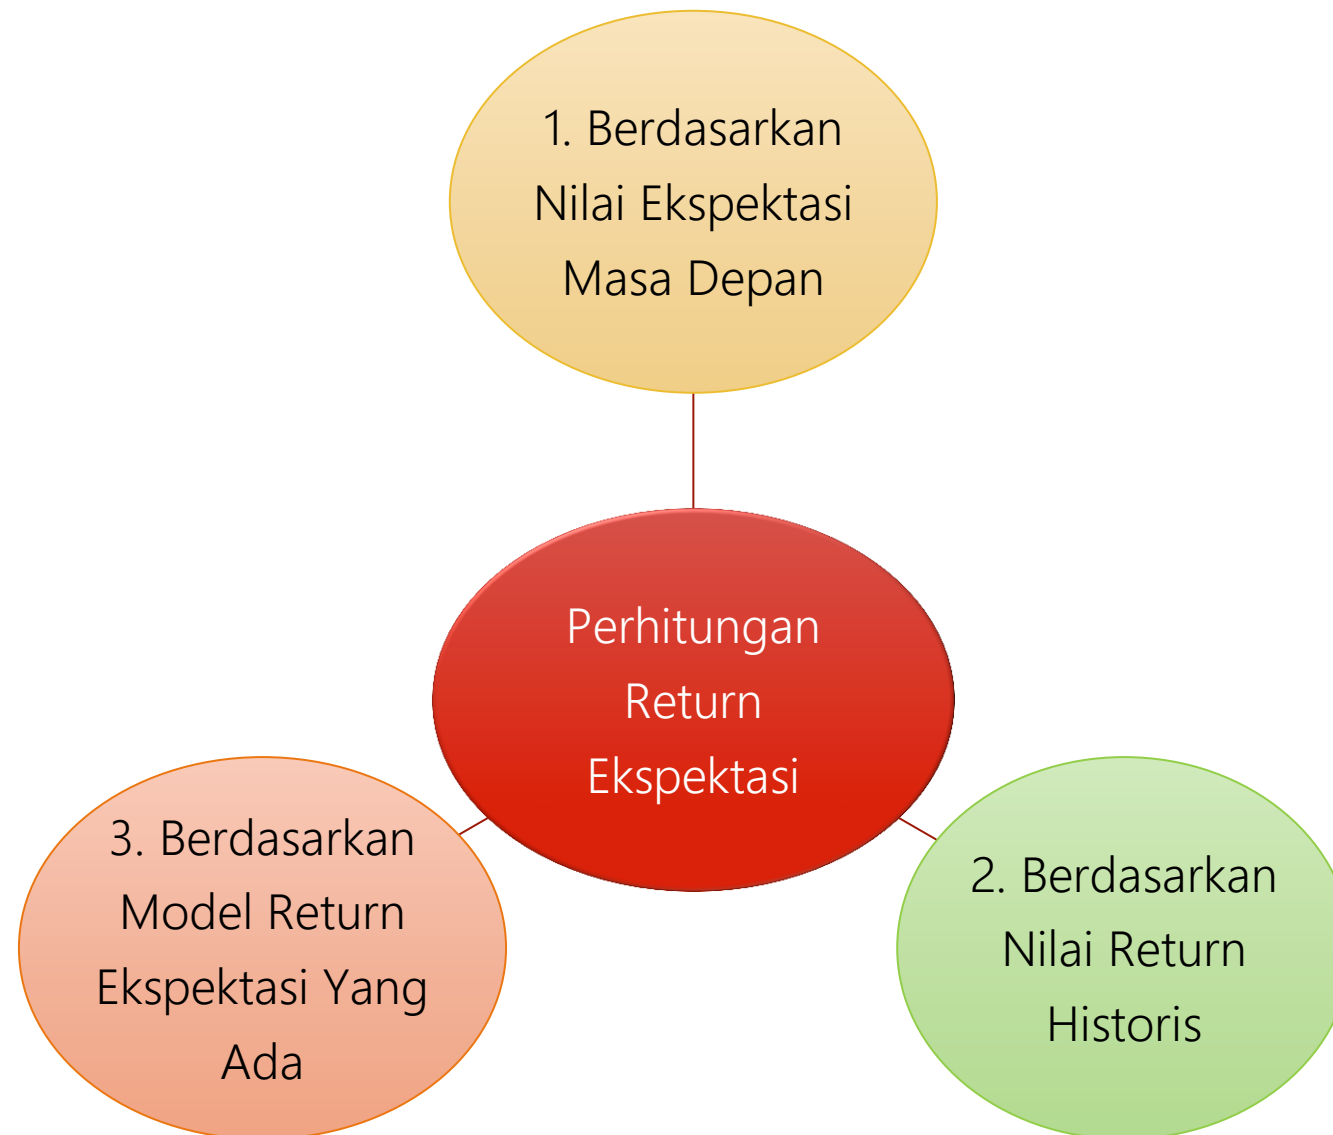 1. Berdasarkan
Nilai Ekspektasi
Masa Depan
Perhitungan
Return
Ekspektasi
2. Berdasarkan
Nilai Return
Historis
3. Berdasarkan
Model Return
Ekspektasi Yang
Ada